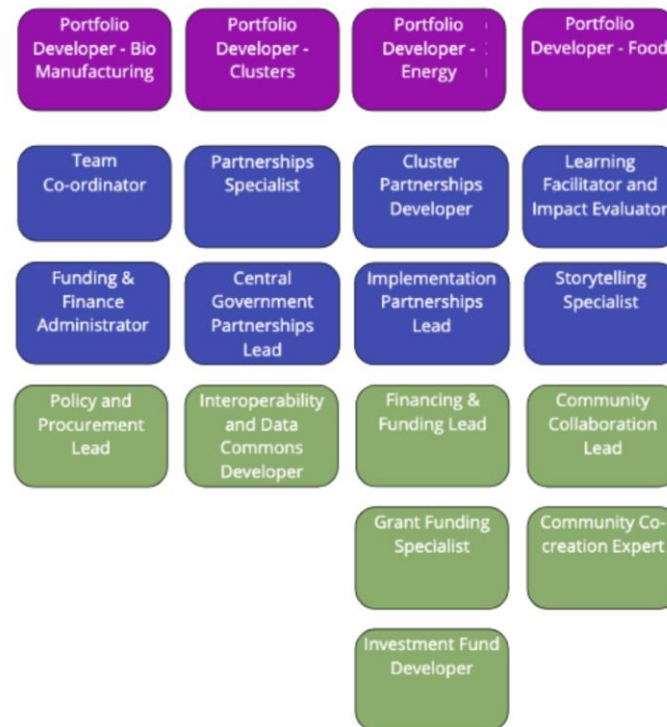 Portfolio
Developer - Bio
Manufacturing
Portfolio
Developer -
Clusters
Portfolio
Developer -
Energy
Portfolio
Developer - Food
Team
Co-ordinator
Partnerships
Specialist
Cluster
Partnerships
Developer
Learning
Facilitator and
Impact Evaluator
Funding &
Finance
Administrator
Central
Government
Partnerships
Lead
Implementation
Partnerships
Lead
Storytelling
Specialist
Policy and
Procurement
Lead
Interoperability
and Data
Commons
Developer
Financing &
Funding Lead
Community
Collaboration
Lead
Grant Funding
Specialist
Community Co-
creation Expert
Investment Fund
Developer